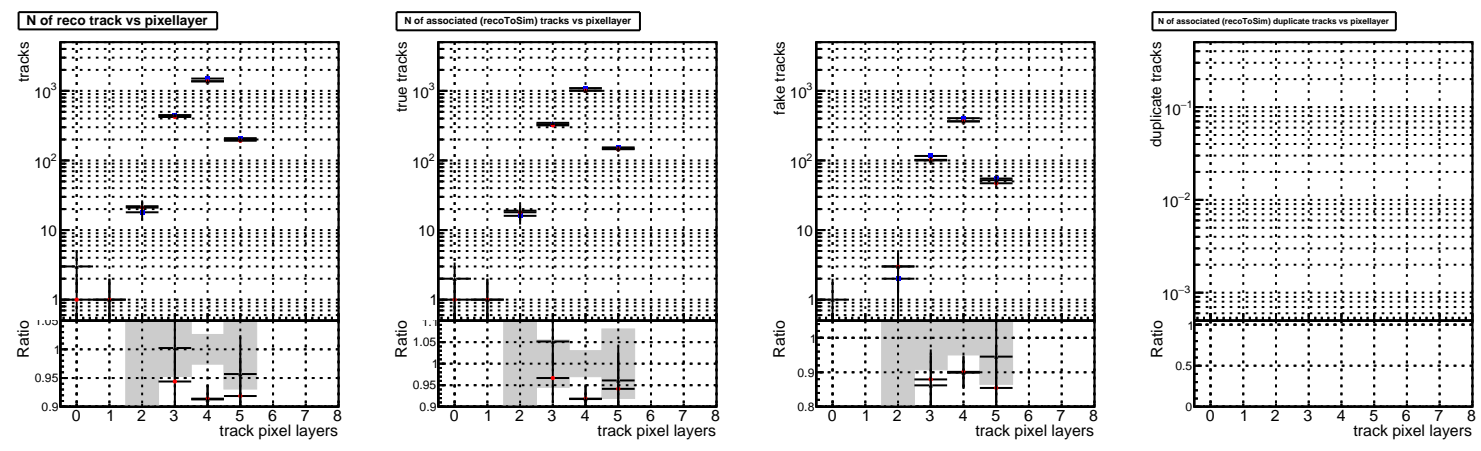 N of reco track vs pixellayer
tracks
10³
10²
10
1
Ratio
1.05
1
0.95
0.9
0 1 2 3 4 5 6 7 8
track pixel layers
N of associated (recoToSim) tracks vs pixellayer
true tracks
10³
10²
10
1
Ratio
1.1
1.05
1
0.95
0.9
0 1 2 3 4 5 6 7 8
track pixel layers
fake tracks
10³
10²
10
1
Ratio
1
0.9
0.8
0 1 2 3 4 5 6 7 8
track pixel layers
N of associated (recoToSim) duplicate tracks vs pixellayer
duplicate tracks
10⁻¹
10⁻²
10⁻³
Ratio
1
0.5
0
0 1 2 3 4 5 6 7 8
track pixel layers